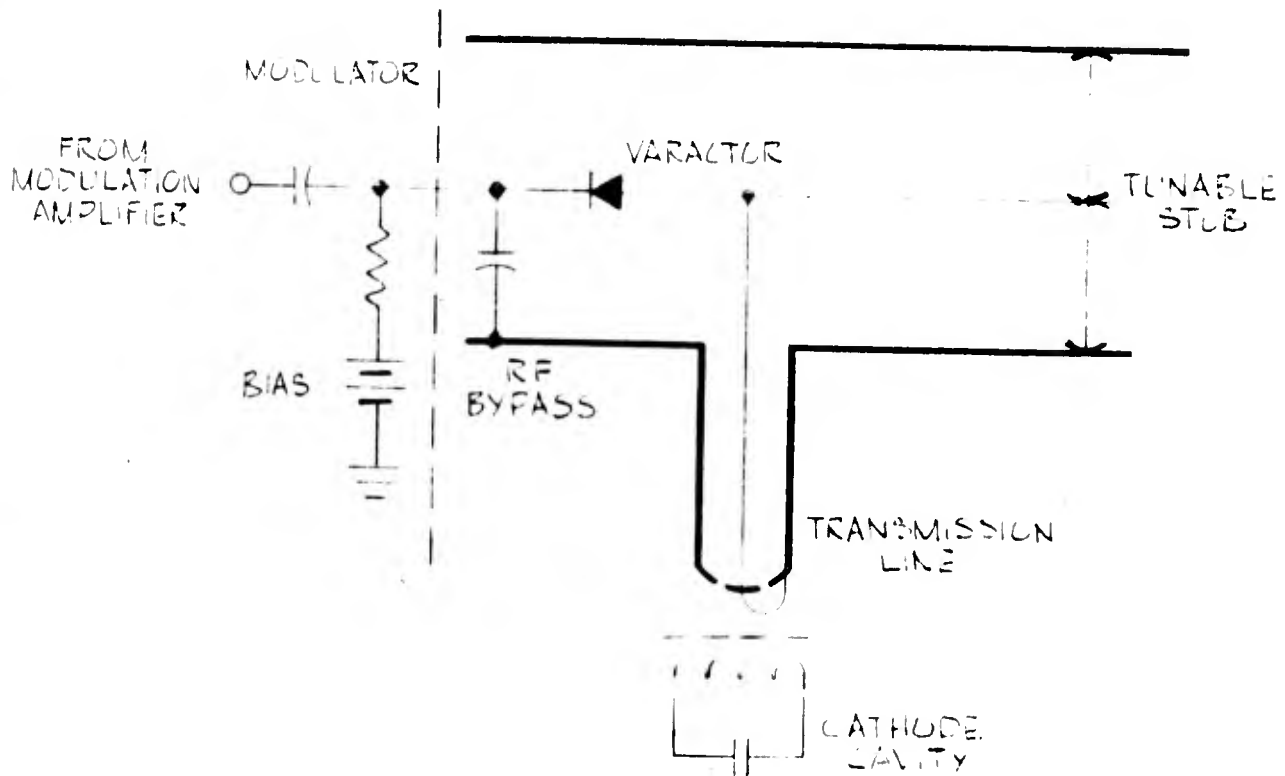 MODULATOR
FROM
MODULATION
AMPLIFIER
VARACTOR
TUNABLE
STUB
BIAS
RF
BYPASS
TRANSMISSION
LINE
CATHODE
CAVITY